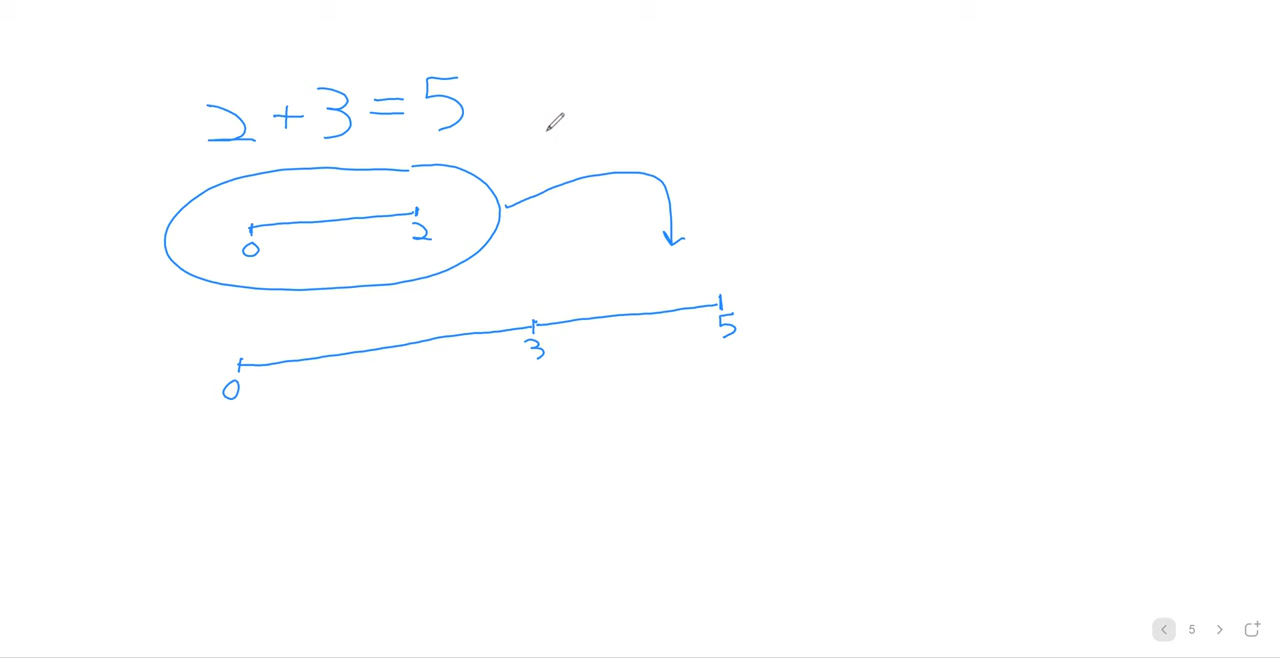 2 + 3 = 5
0 2
0 3 5
5